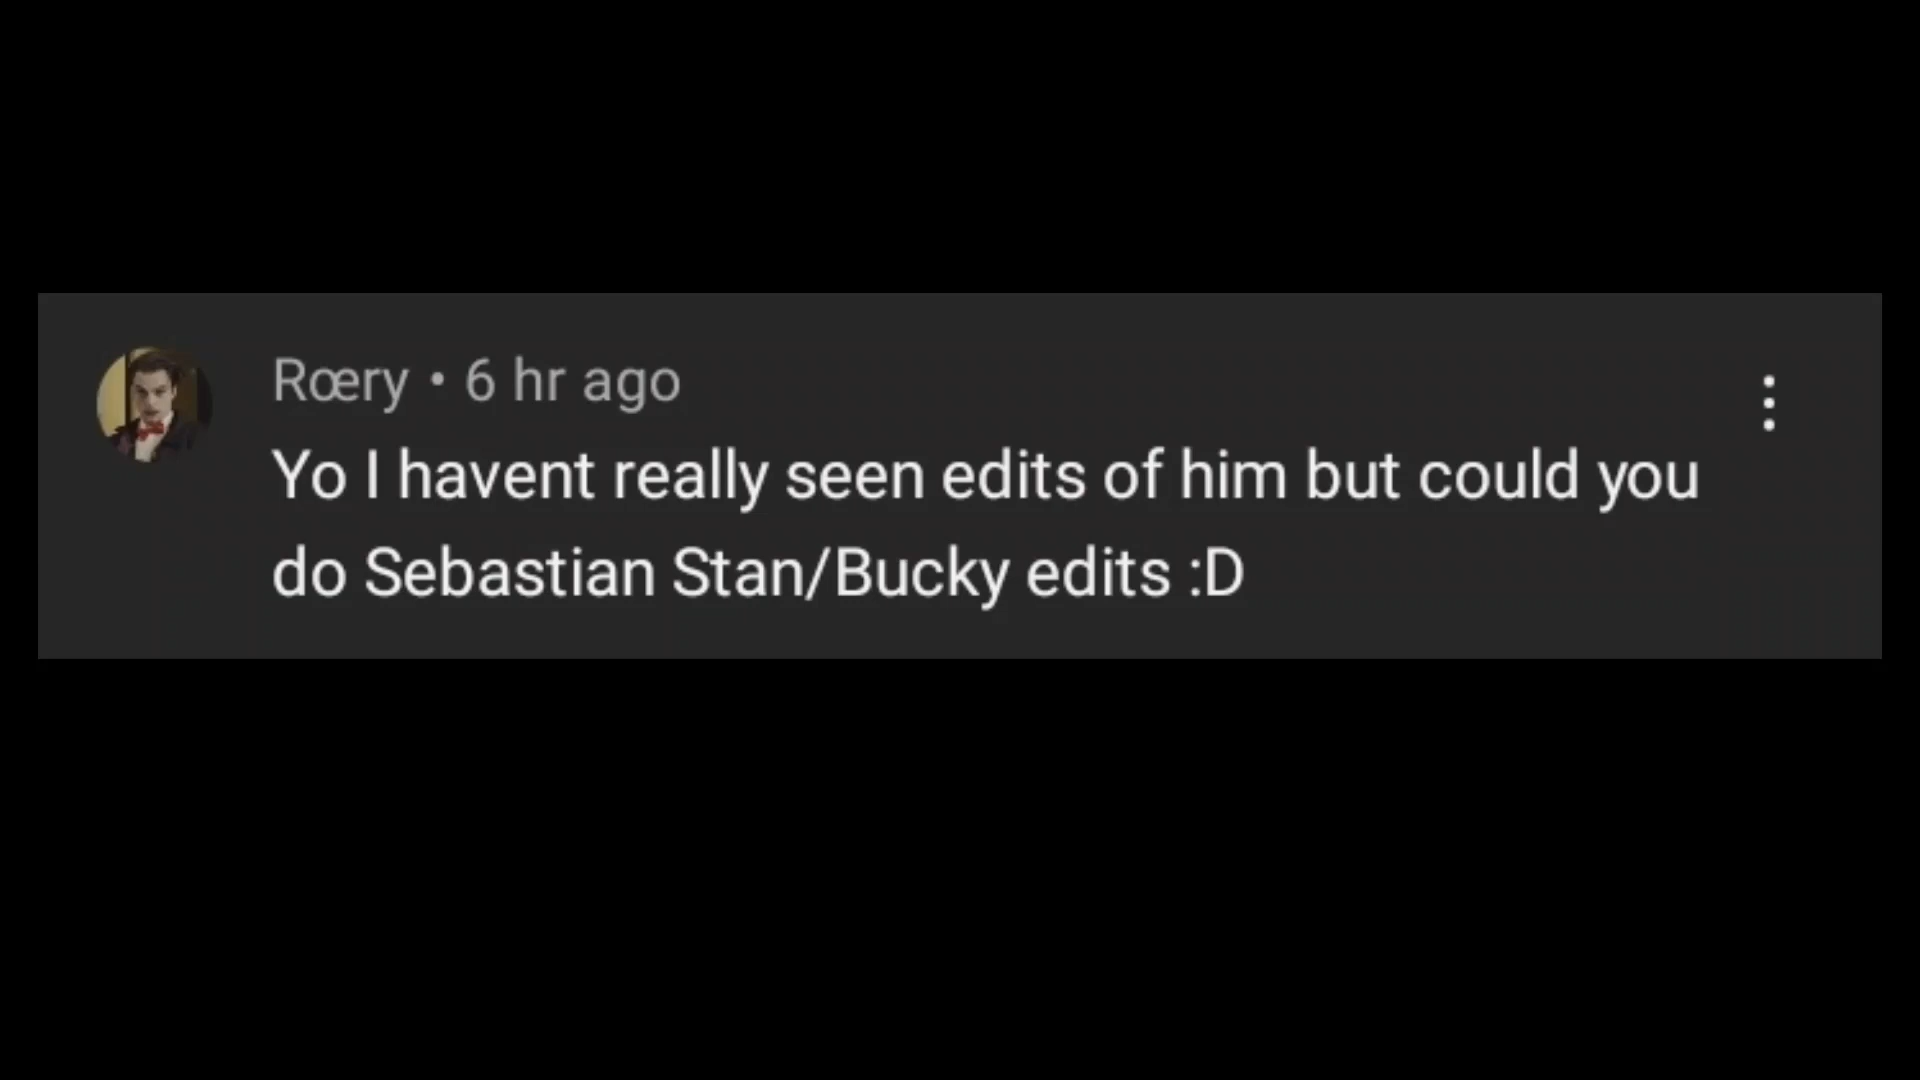 Rœry • 6 hr ago
Yo I havent really seen edits of him but could you
do Sebastian Stan/Bucky edits :D